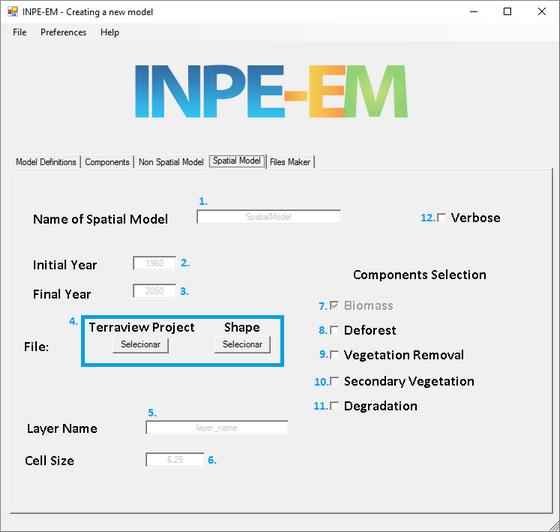 INPE-EM - Creating a new model
File Preferences Help
INPE-EM
Model Definitions Components Non Spatial Model Spatial Model Files Maker
1.
Name of Spatial Model SpatialModel 12. Verbose
Initial Year 1960 2.
Final Year 2050 3.
Components Selection
7. Biomass
4. Terraview Project Shape
8. Deforest
File: Selecionar Selecionar
9. Vegetation Removal
10. Secondary Vegetation
5.
11. Degradation
Layer Name layer_name
Cell Size 6.25 6.